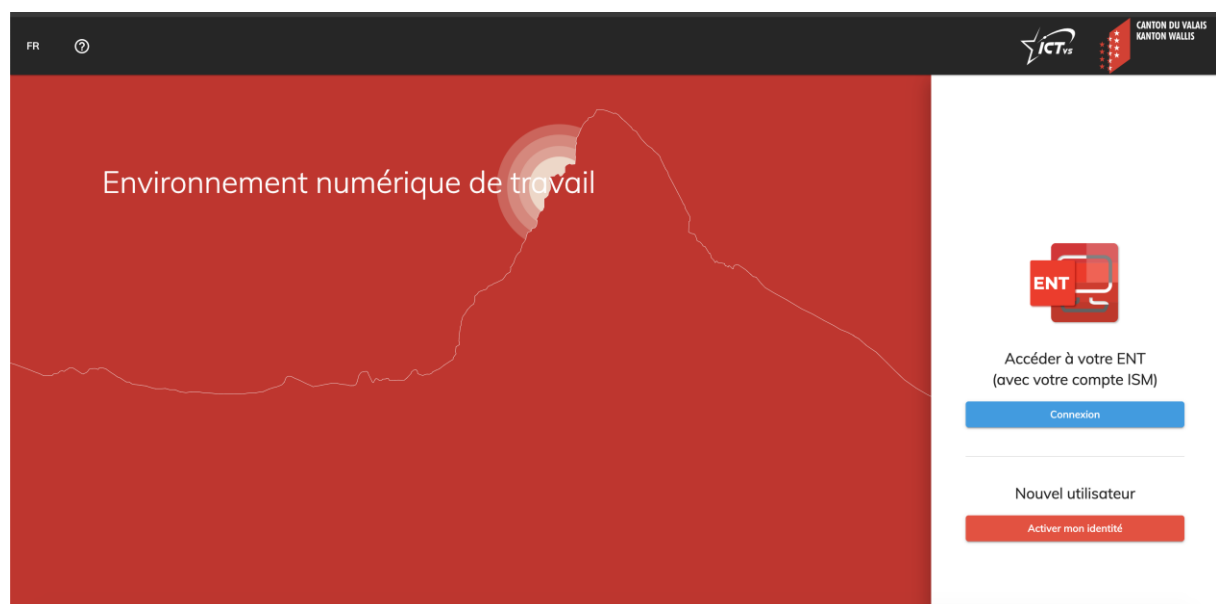 FR
ICTVS
CANTON DU VALAIS
KANTON WALLIS
Environnement numérique de travail
ENT
Accéder à votre ENT
(avec votre compte ISM)
Connexion
Nouvel utilisateur
Activer mon identité